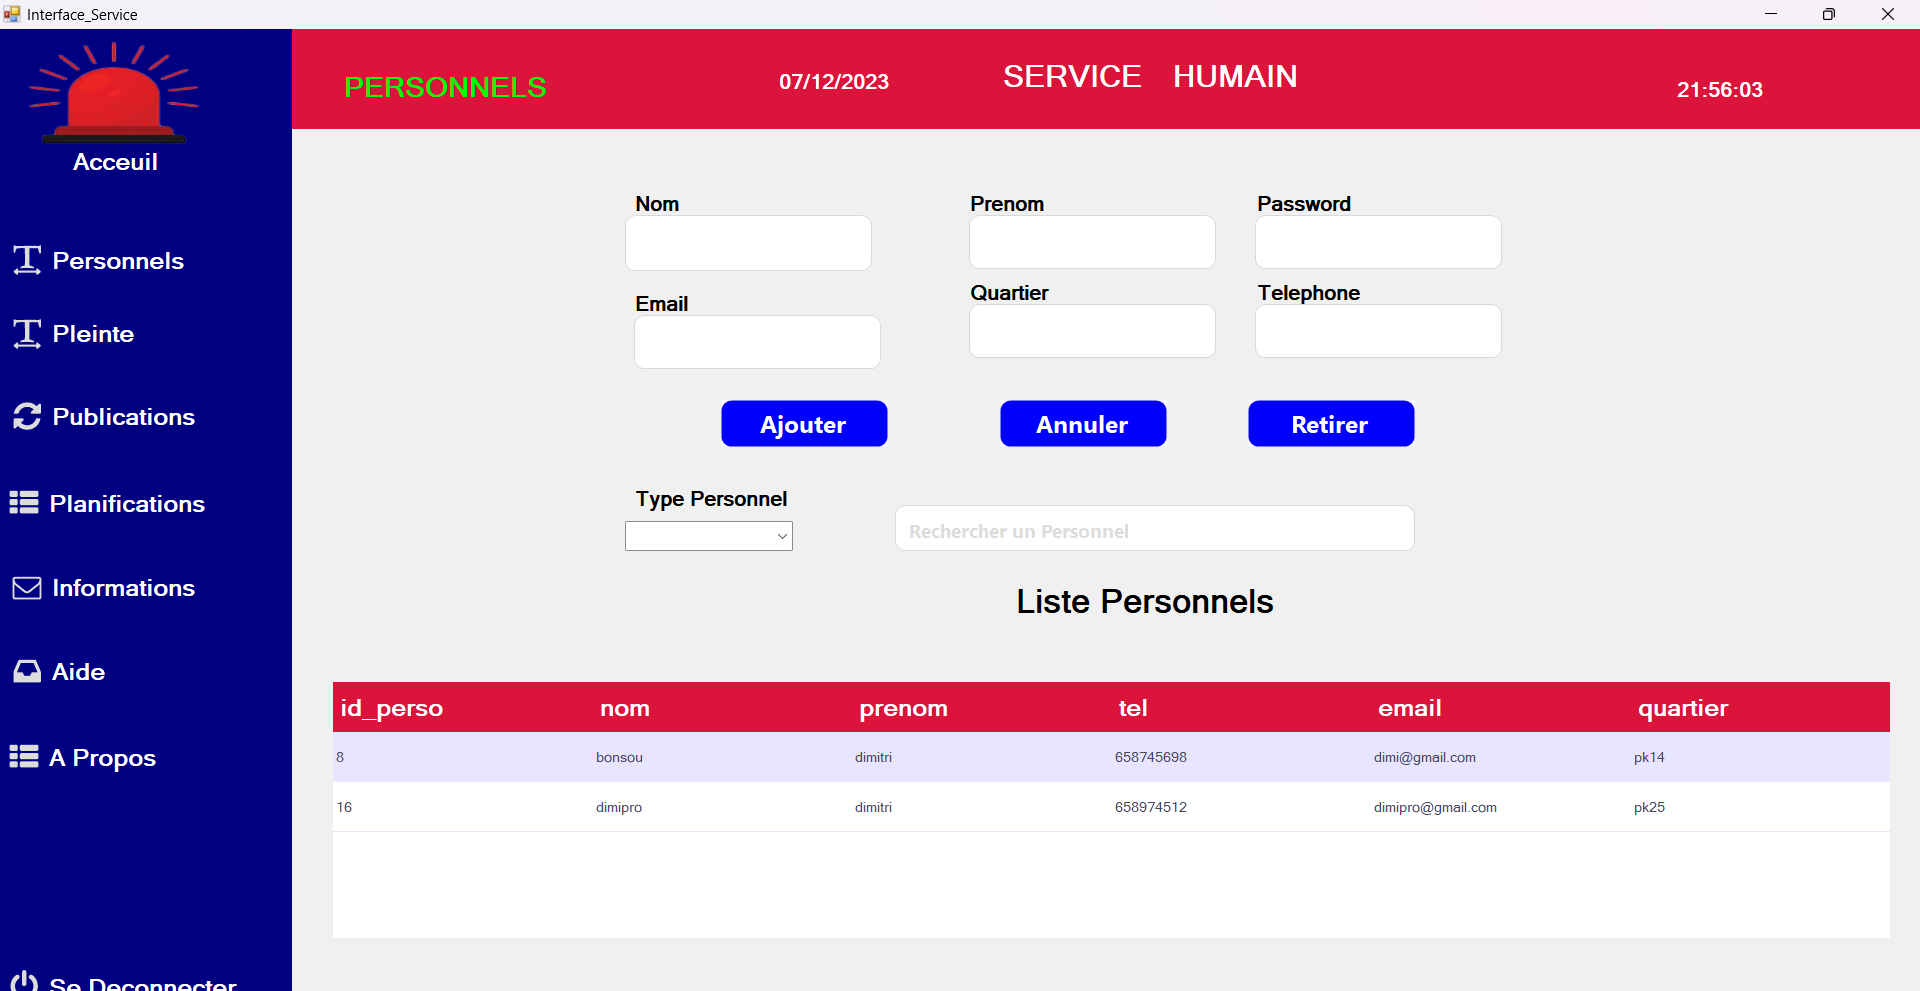 Interface_Service
PERSONNELS
07/12/2023
SERVICE HUMAIN
21:56:03
Acceuil
Personnels
Pleinte
Publications
Planifications
Informations
Aide
A Propos
Se Deconnecter
Nom
Prenom
Password
Email
Quartier
Telephone
Ajouter
Annuler
Retirer
Type Personnel
Rechercher un Personnel
Liste Personnels
id_perso nom prenom tel email quartier
8 bonsou dimitri 658745698 dimi@gmail.com pk14
16 dimipro dimitri 658974512 dimipro@gmail.com pk25